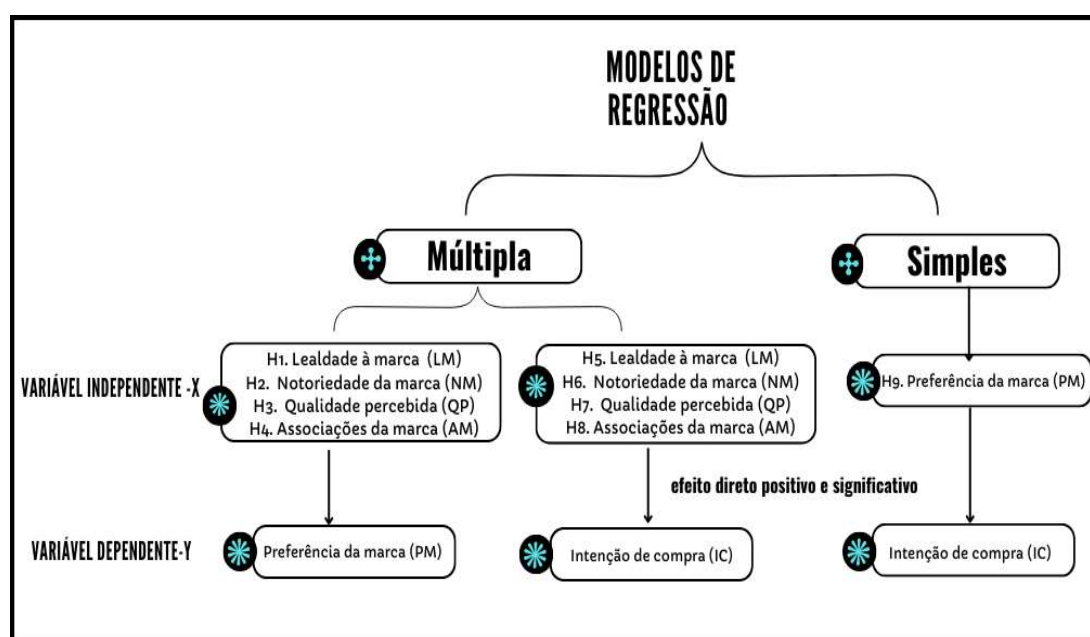 MODELOS DE
REGRESSÃO
Múltipla
Simples
VARIÁVEL INDEPENDENTE -X
H1. Lealdade à marca (LM)
H2. Notoriedade da marca (NM)
H3. Qualidade percebida (QP)
H4. Associações da marca (AM)
H5. Lealdade à marca (LM)
H6. Notoriedade da marca (NM)
H7. Qualidade percebida (QP)
H8. Associações da marca (AM)
H9. Preferência da marca (PM)
efeito direto positivo e significativo
VARIÁVEL DEPENDENTE-Y
Preferência da marca (PM)
Intenção de compra (IC)
Intenção de compra (IC)